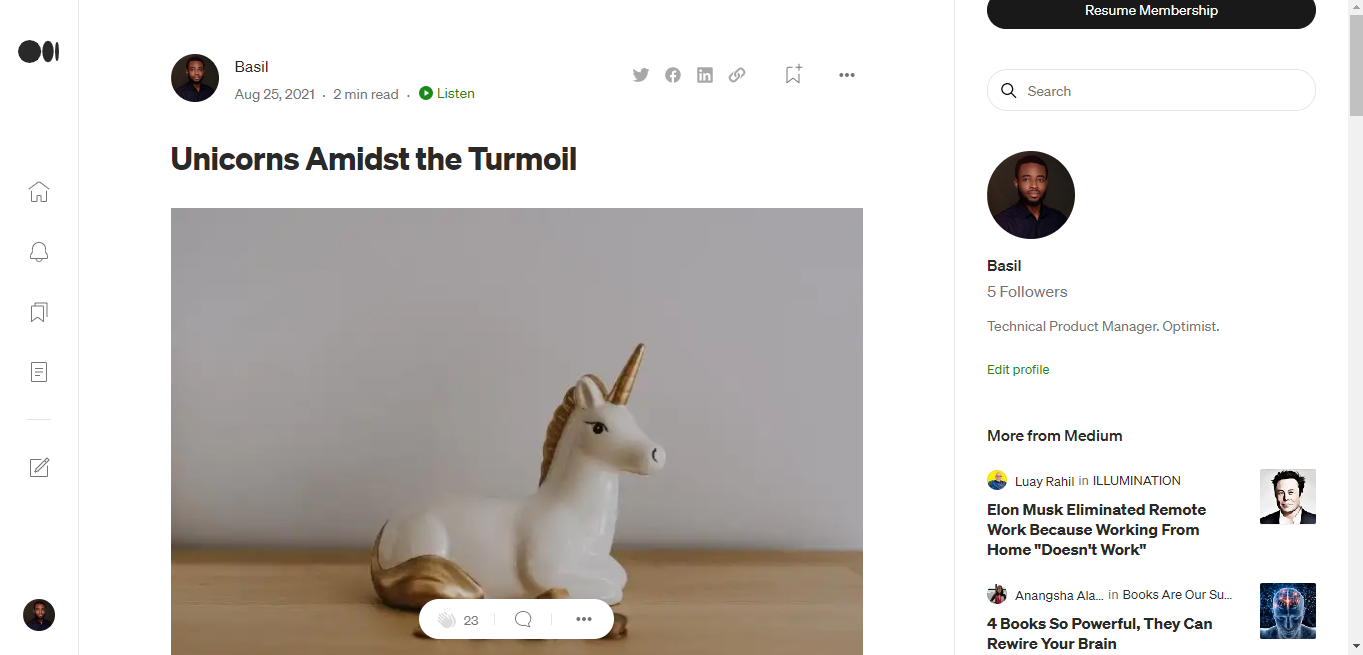 Resume Membership
Basil
Aug 25, 2021 · 2 min read · Listen
Search
Unicorns Amidst the Turmoil
Basil
5 Followers
Technical Product Manager. Optimist.
Edit profile
More from Medium
Luay Rahil in ILLUMINATION
Elon Musk Eliminated Remote
Work Because Working From
Home "Doesn't Work"
Anangsha Ala... in Books Are Our Su...
4 Books So Powerful, They Can
Rewire Your Brain
23